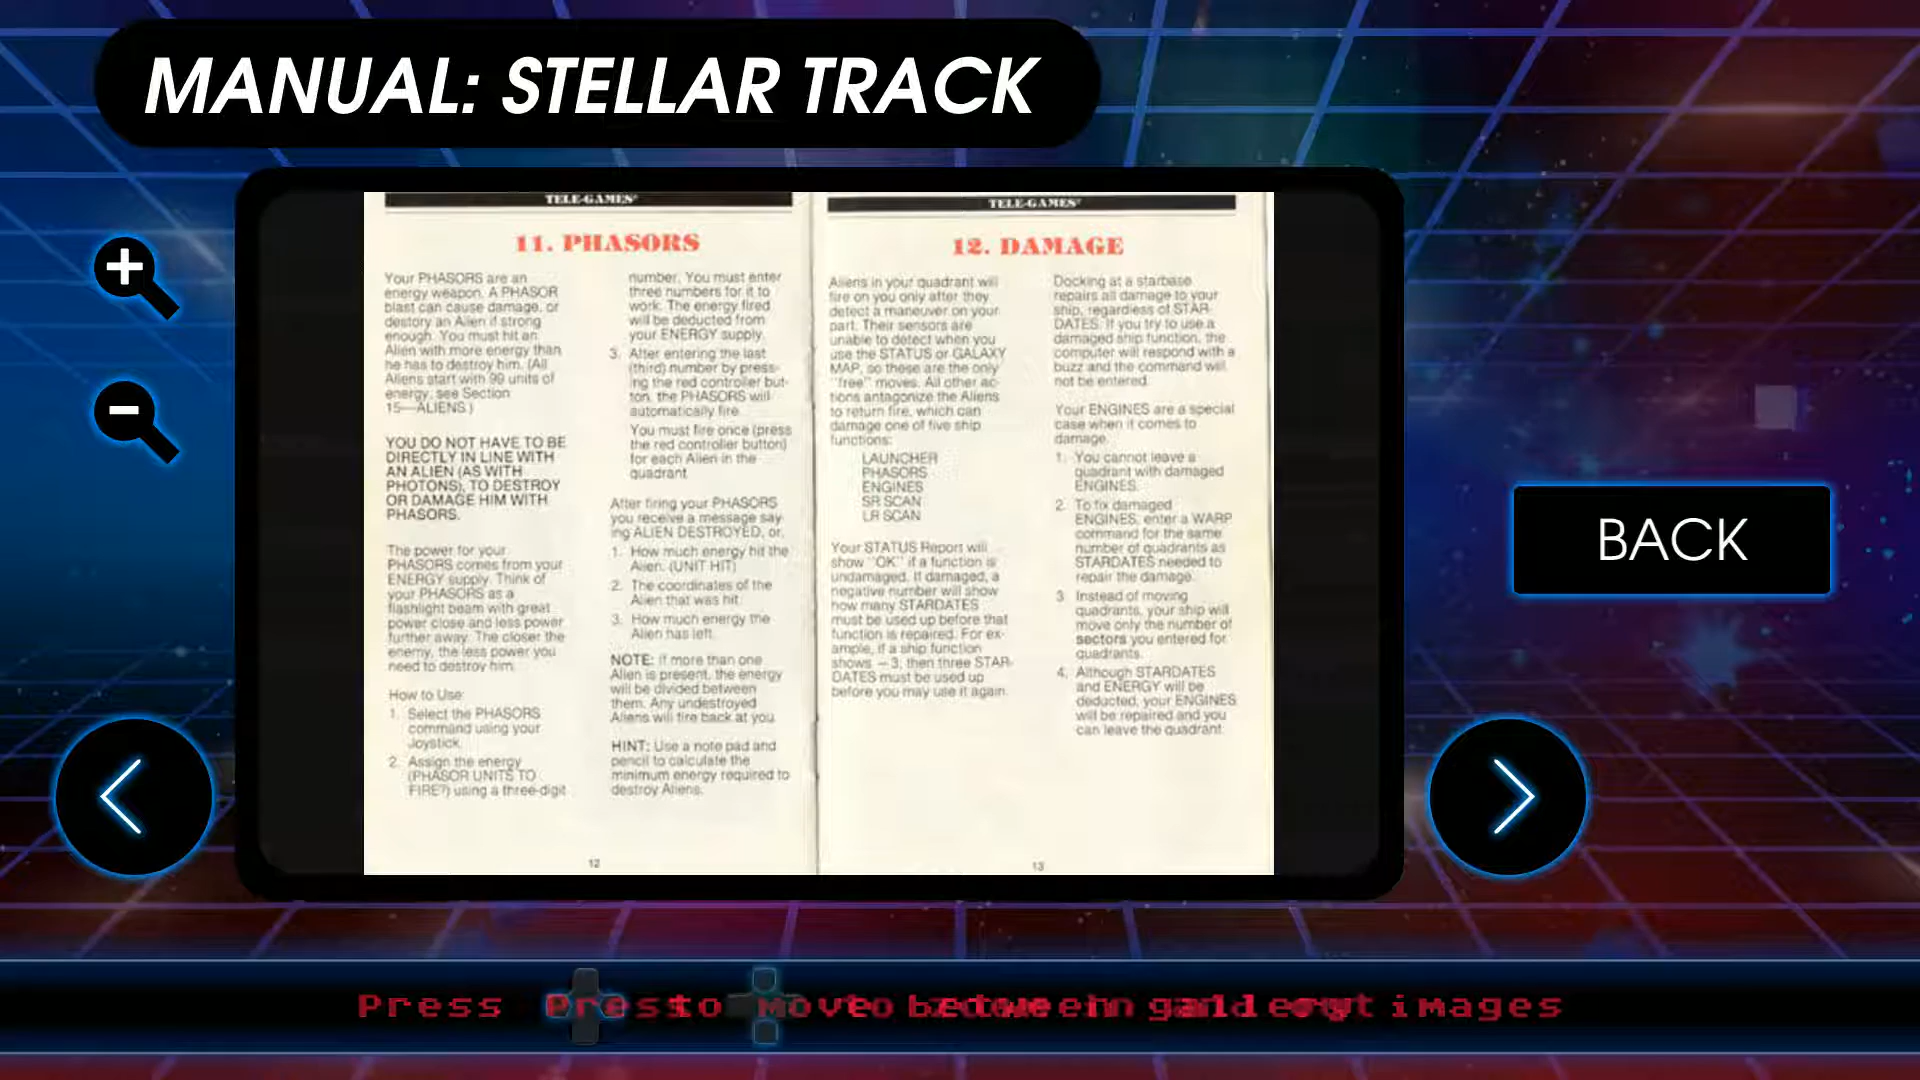 MANUAL: STELLAR TRACK
TELE-GAMES®
11. PHASORS
Your PHASORS are an
energy weapon. A PHASOR
blast can cause damage, or
destory an Alien if strong
enough. You must hit an
Alien with more energy than
he has to destroy him. (All
Aliens start with 99 units of
energy; see Section
15—ALIENS.)
YOU DO NOT HAVE TO BE
DIRECTLY IN LINE WITH
AN ALIEN (AS WITH
PHOTONS), TO DESTROY
OR DAMAGE HIM WITH
PHASORS.
The power for your
PHASORS comes from your
ENERGY supply. Think of
your PHASORS as a
flashlight beam with great
power close and less power
further away. The closer the
enemy, the less power you
need to destroy him.
How to Use:
1. Select the PHASORS
command using your
Joystick.
2. Assign the energy
(PHASOR UNITS TO
FIRE?) using a three-digit
number. You must enter
three numbers for it to
work. The energy fired
will be deducted from
your ENERGY supply.
3. After entering the last
(third) number by press-
ing the red controller but-
ton, the PHASORS will
automatically fire.
You must fire once (press
the red controller button)
for each Alien in the
quadrant.
After firing your PHASORS
you receive a message say
ing ALIEN DESTROYED, or,
1. How much energy hit the
Alien. (UNIT HIT)
2. The coordinates of the
Alien that was hit.
3. How much energy the
Alien has left.
NOTE: If more than one
Alien is present, the energy
will be divided between
them. Any undestroyed
Aliens will fire back at you.
HINT: Use a note pad and
pencil to calculate the
minimum energy required to
destroy Aliens.
12
TELE-GAMES®
12. DAMAGE
Aliens in your quadrant will
fire on you only after they
detect a maneuver on your
part. Their sensors are
unable to detect when you
use the STATUS or GALAXY
MAP, so these are the only
"free" moves. All other ac-
tions antagonize the Aliens
to return fire, which can
damage one of five ship
functions:
LAUNCHER
PHASORS
ENGINES
SR SCAN
LR SCAN
Your STATUS Report will
show "OK" if a function is
undamaged. If damaged, a
negative number will show
how many STARDATES
must be used up before that
function is repaired. For ex-
ample, if a ship function
shows –3, then three STAR-
DATES must be used up
before you may use it again.
Docking at a starbase
repairs all damage to your
ship, regardless of STAR-
DATES. If you try to use a
damaged ship function, the
computer will respond with a
buzz and the command will
not be entered.
Your ENGINES are a special
case when it comes to
damage.
1. You cannot leave a
quadrant with damaged
ENGINES.
2. To fix damaged
ENGINES, enter a WARP
command for the same
number of quadrants as
STARDATES needed to
repair the damage.
3. Instead of moving
quadrants, your ship will
move only the number of
sectors you entered for
quadrants.
4. Although STARDATES
and ENERGY will be
deducted, your ENGINES
will be repaired and you
can leave the quadrant.
13
BACK
Press to move between images